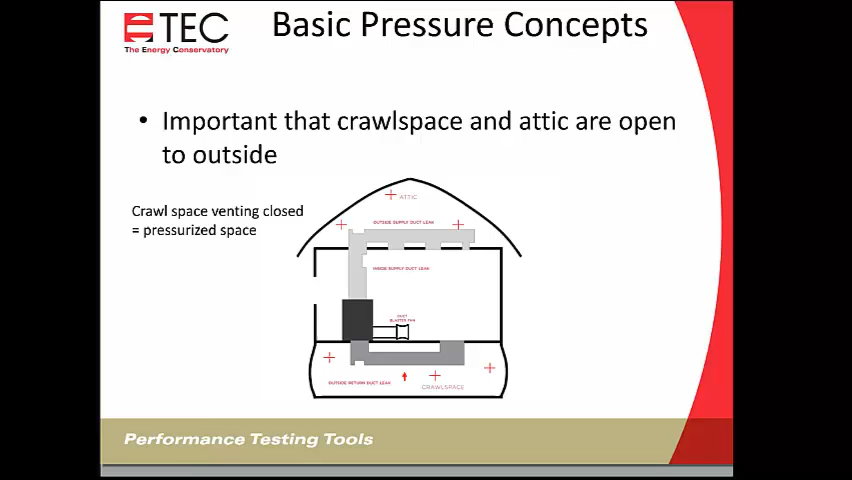 TEC
The Energy Conservatory
Basic Pressure Concepts
• Important that crawlspace and attic are open
to outside
Crawl space venting closed
= pressurized space
ATTIC
OUTSIDE SUPPLY DUCT LEAK
INSIDE SUPPLY DUCT LEAK
DUCT
BLASTER FAN
OUTSIDE RETURN DUCT LEAK
CRAWLSPACE
Performance Testing Tools